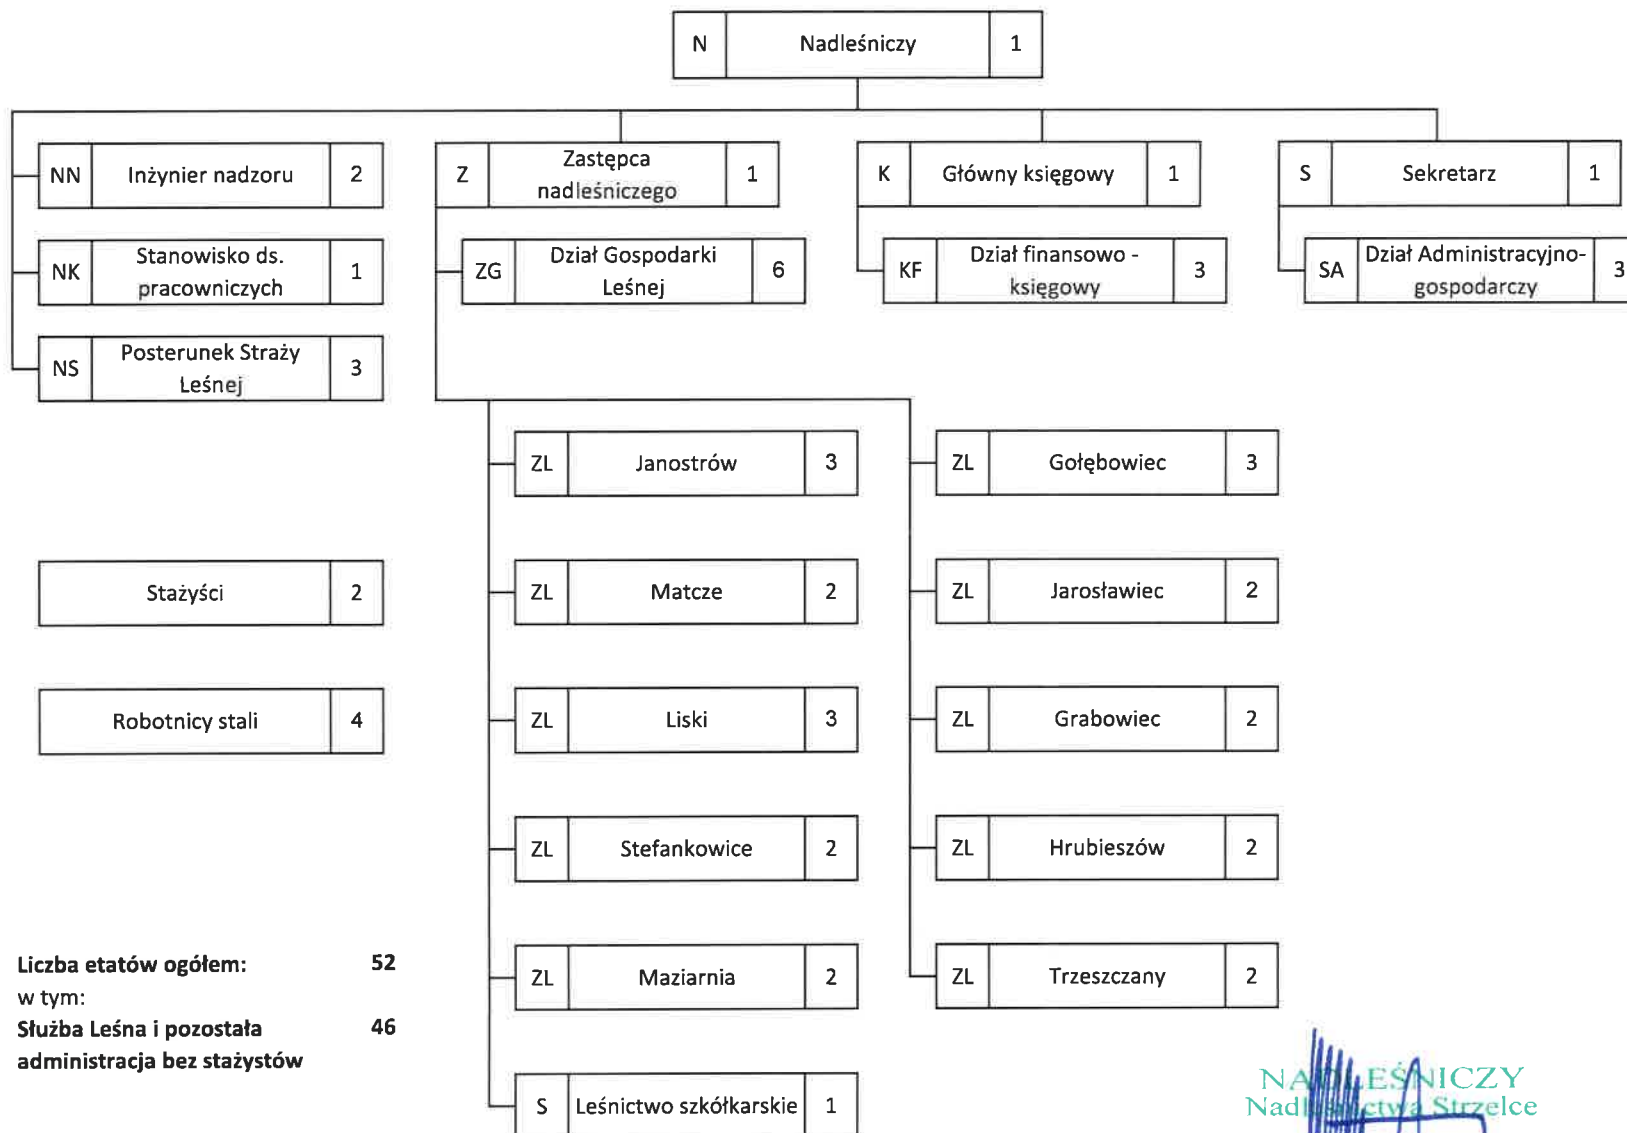 N Nadleśniczy 1
NN Inżynier nadzoru 2
Z Zastępca
nadleśniczego 1
K Główny księgowy 1
S Sekretarz 1
NK Stanowisko ds.
pracowniczych 1
ZG Dział Gospodarki
Leśnej 6
KF Dział finansowo -
księgowy 3
SA Dział Administracyjno-
gospodarczy 3
NS Posterunek Straży
Leśnej 3
ZL Janostrów 3
ZL Gołębowiec 3
Stażyści 2
ZL Matcze 2
ZL Jarosławiec 2
Robotnicy stali 4
ZL Liski 3
ZL Grabowiec 2
ZL Stefankowice 2
ZL Hrubieszów 2
ZL Maziarnia 2
ZL Trzeszczany 2
S Leśnictwo szkółkarskie 1
Liczba etatów ogółem: 52
w tym:
Służba Leśna i pozostała 46
administracja bez stażystów
NADLEŚNICZY
Nadleśnictwa Strzelce